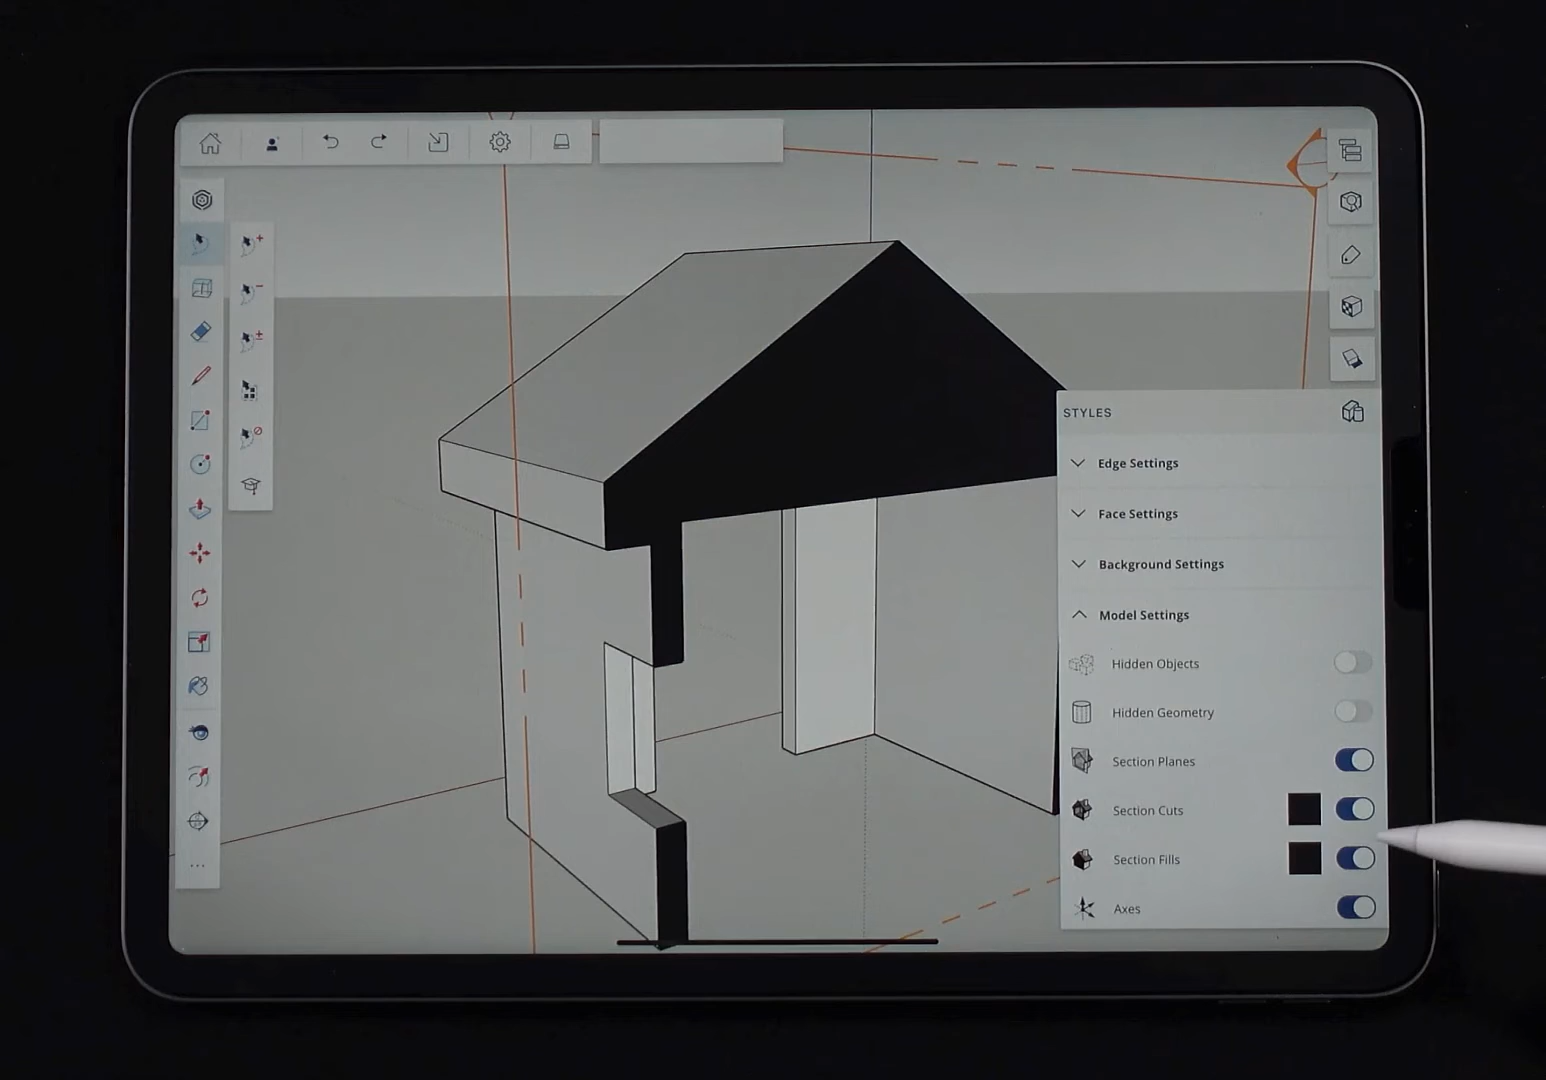 STYLES
Edge Settings
Face Settings
Background Settings
Model Settings
Hidden Objects
Hidden Geometry
Section Planes
Section Cuts
Section Fills
Axes